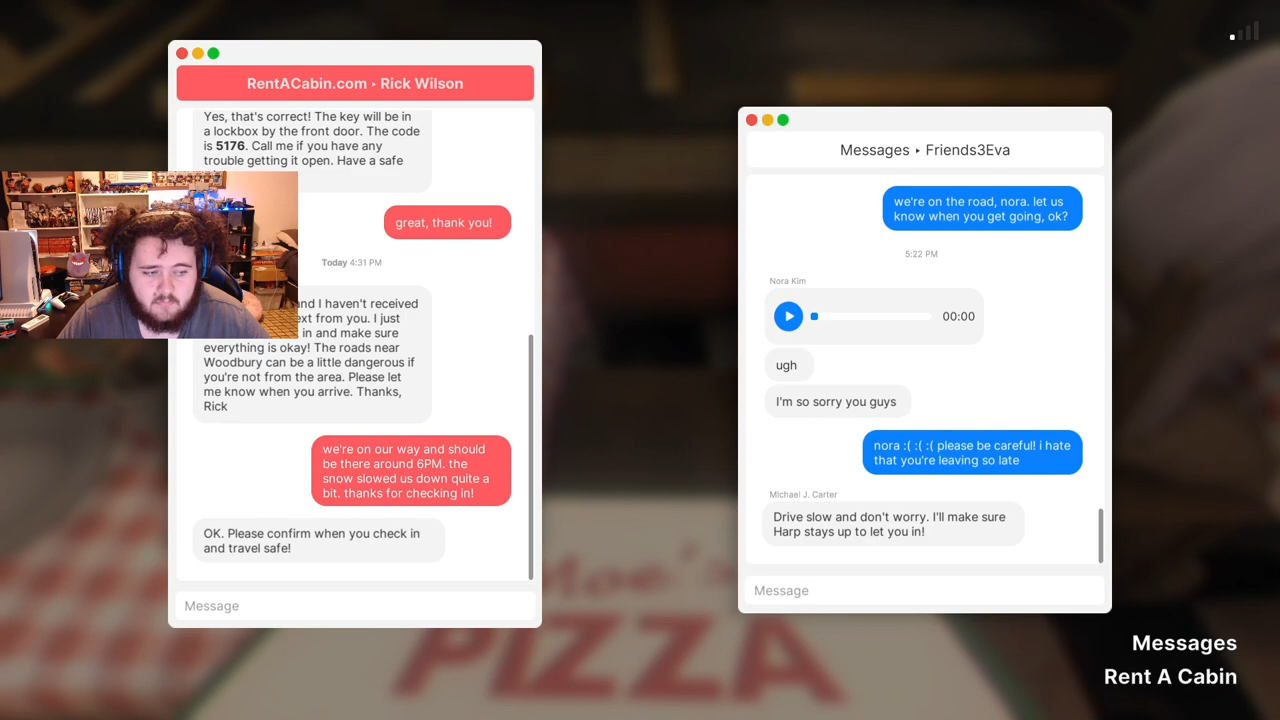 RentACabin.com ▸ Rick Wilson
Yes, that's correct! The key will be in
a lockbox by the front door. The code
is 5176. Call me if you have any
trouble getting it open. Have a safe
great, thank you!
Today 4:31 PM
and I haven't received
ext from you. I just
in and make sure
everything is okay! The roads near
Woodbury can be a little dangerous if
you're not from the area. Please let
me know when you arrive. Thanks,
Rick
we're on our way and should
be there around 6PM. the
snow slowed us down quite a
bit. thanks for checking in!
OK. Please confirm when you check in
and travel safe!
Message
Messages ▸ Friends3Eva
we're on the road, nora. let us
know when you get going, ok?
5:22 PM
Nora Kim
00:00
ugh
I'm so sorry you guys
nora :( :( :( please be careful! i hate
that you're leaving so late
Michael J. Carter
Drive slow and don't worry. I'll make sure
Harp stays up to let you in!
Message
Messages
Rent A Cabin
Moe's
PIZZA